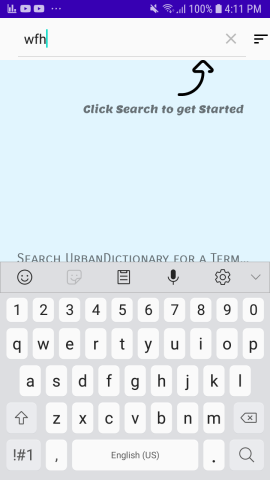 100% 4:11 PM
wfh
Click Search to get Started
Search UrbanDictionary for a Term...
1 2 3 4 5 6 7 8 9 0
q w e r t y u i o p
a s d f g h j k l
z x c v b n m
!#1 , English (US) .